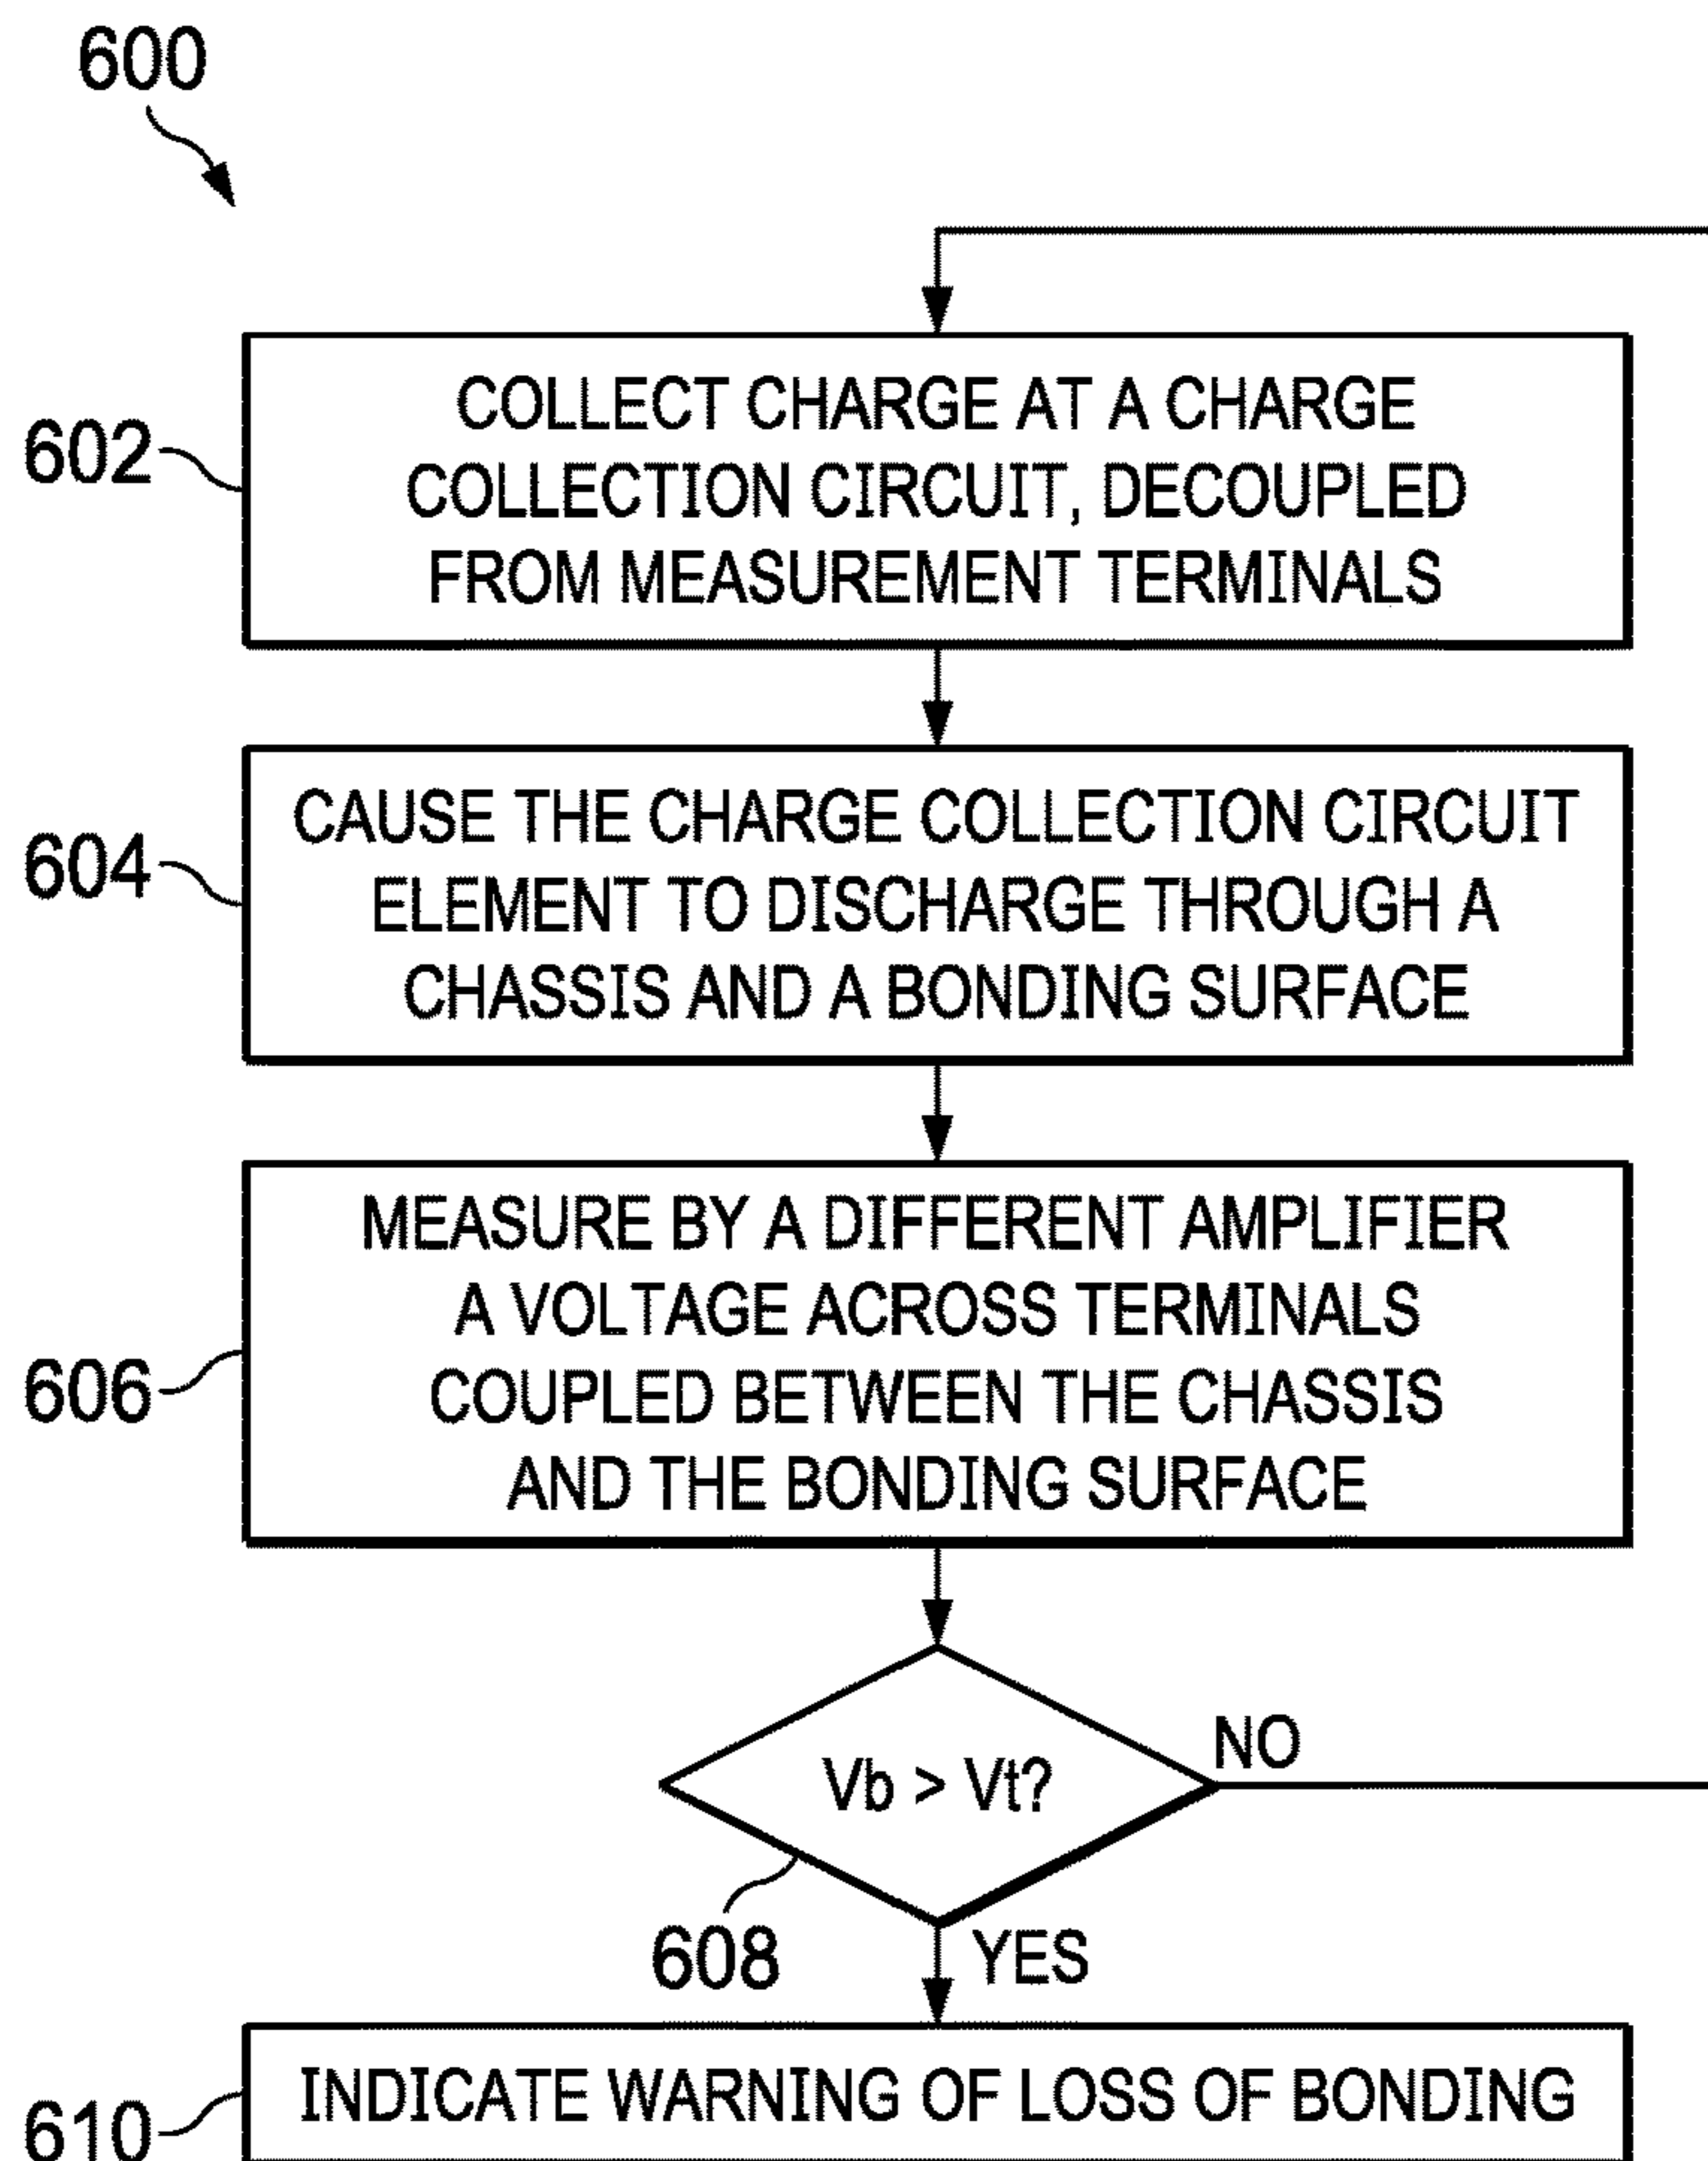 600
602
COLLECT CHARGE AT A CHARGE
COLLECTION CIRCUIT, DECOUPLED
FROM MEASUREMENT TERMINALS
604
CAUSE THE CHARGE COLLECTION CIRCUIT
ELEMENT TO DISCHARGE THROUGH A
CHASSIS AND A BONDING SURFACE
606
MEASURE BY A DIFFERENT AMPLIFIER
A VOLTAGE ACROSS TERMINALS
COUPLED BETWEEN THE CHASSIS
AND THE BONDING SURFACE
Vb > Vt?
NO
608
YES
610
INDICATE WARNING OF LOSS OF BONDING